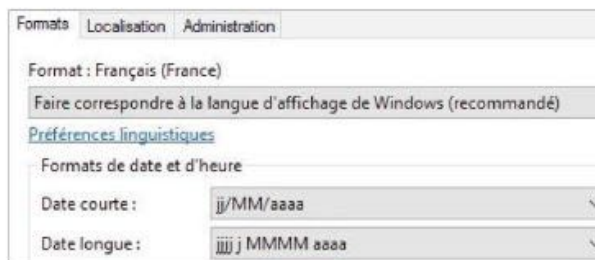 Formats Localisation Administration
Format : Français (France)
Faire correspondre à la langue d'affichage de Windows (recommandé)
Préférences linguistiques
Formats de date et d'heure
Date courte : jj/MM/aaaa
Date longue : jjjj j MMMM aaaa